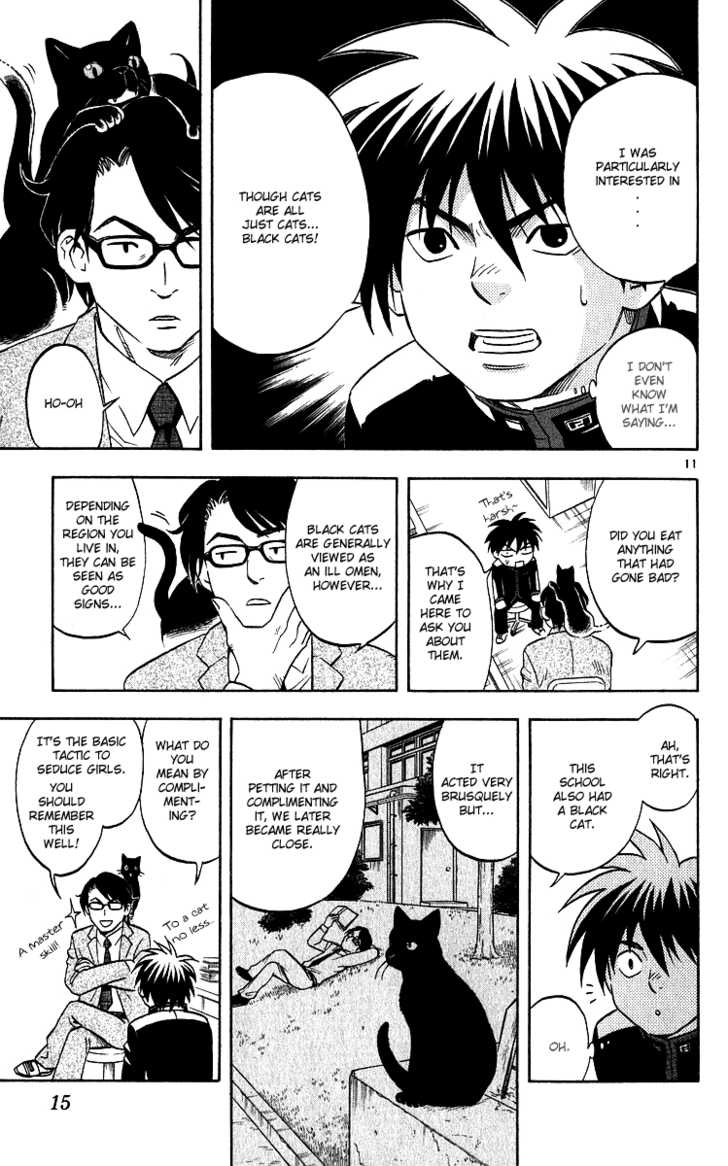 I WAS
PARTICULARLY
INTERESTED IN
.
.
.
I DON'T
EVEN
KNOW
WHAT I'M
SAYING...
THOUGH CATS
ARE ALL
JUST CATS...
BLACK CATS!
HO-OH
11
DID YOU EAT
ANYTHING
THAT HAD
GONE BAD?
That's
harsh~
THAT'S
WHY I
CAME
HERE TO
ASK YOU
ABOUT
THEM.
BLACK CATS
ARE GENERALLY
VIEWED AS
AN ILL OMEN,
HOWEVER...
DEPENDING
ON THE
REGION YOU
LIVE IN,
THEY CAN BE
SEEN AS
GOOD
SIGNS...
AH,
THAT'S
RIGHT.
THIS
SCHOOL
ALSO HAD
A BLACK
CAT.
OH.
IT
ACTED VERY
BRUSQUELY
BUT...
AFTER
PETTING IT AND
COMPLIMENTING
IT, WE LATER
BECAME REALLY
CLOSE.
WHAT DO
YOU
MEAN BY
COMPLI-
MENT-
ING?
IT'S THE BASIC
TACTIC TO
SEDUCE GIRLS.
YOU
SHOULD
REMEMBER
THIS
WELL!
To a cat
no less...
A master
skill!
15